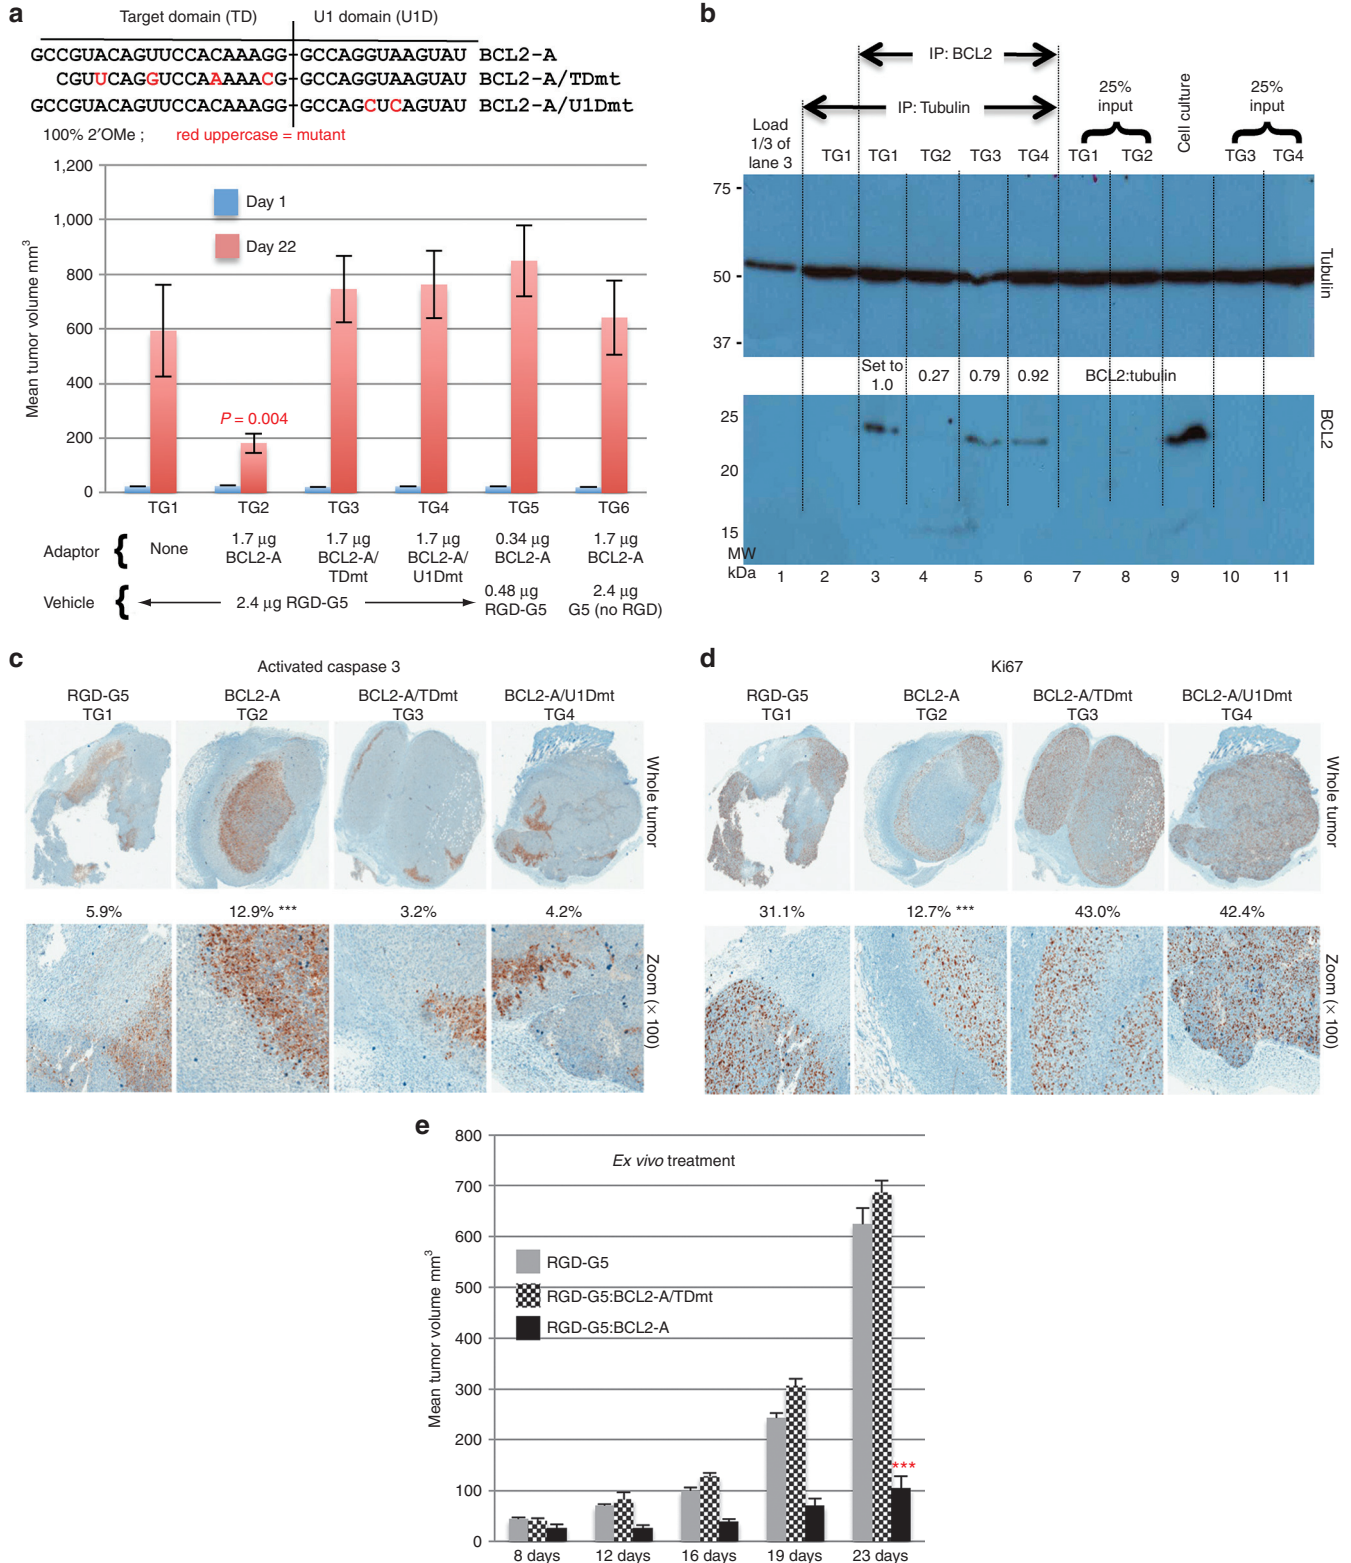 a
Target domain (TD) U1 domain (U1D)
GCCGUACAGUUCCACAAAGG-GCCAGGUAAGUAU BCL2-A
CGUUCAGGUCCAAAAACG-GCCAGGUAAGUAU BCL2-A/TDmt
GCCGUACAGUUCCACAAAGG-GCCAGCUCAGUAU BCL2-A/U1Dmt
100% 2′OMe ; red uppercase = mutant
Mean tumor volume mm³
1,200
1,000
800
600
400
200
0
Day 1
Day 22
P = 0.004
TG1 TG2 TG3 TG4 TG5 TG6
Adaptor { None 1.7 µg BCL2-A 1.7 µg BCL2-A/TDmt 1.7 µg BCL2-A/U1Dmt 0.34 µg BCL2-A 1.7 µg BCL2-A
Vehicle { 2.4 µg RGD-G5 0.48 µg RGD-G5 2.4 µg G5 (no RGD)
b
IP: BCL2
IP: Tubulin
Load 1/3 of lane 3
TG1 TG1 TG2 TG3 TG4
25% input
TG1 TG2
Cell culture
25% input
TG3 TG4
75
50
37
Tubulin
Set to 1.0 0.27 0.79 0.92 BCL2:tubulin
25
20
15
BCL2
MW
kDa 1 2 3 4 5 6 7 8 9 10 11
c
Activated caspase 3
RGD-G5 BCL2-A BCL2-A/TDmt BCL2-A/U1Dmt
TG1 TG2 TG3 TG4
Whole tumor
5.9% 12.9% *** 3.2% 4.2%
Zoom (× 100)
d
Ki67
RGD-G5 BCL2-A BCL2-A/TDmt BCL2-A/U1Dmt
TG1 TG2 TG3 TG4
Whole tumor
31.1% 12.7% *** 43.0% 42.4%
Zoom (× 100)
e
Ex vivo treatment
Mean tumor volume mm³
800
700
600
500
400
300
200
100
0
RGD-G5
RGD-G5:BCL2-A/TDmt
RGD-G5:BCL2-A
***
8 days 12 days 16 days 19 days 23 days